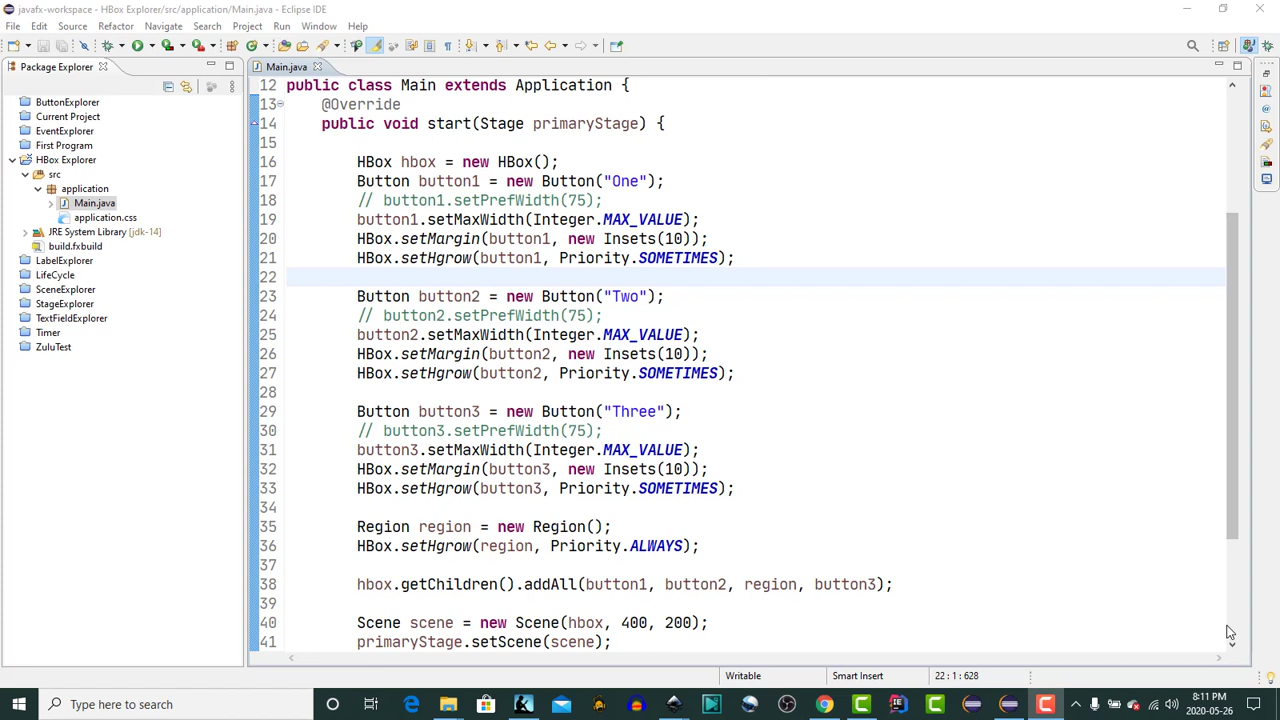 javafx-workspace - HBox Explorer/src/application/Main.java - Eclipse IDE
File Edit Source Refactor Navigate Search Project Run Window Help
Package Explorer
Main.java
ButtonExplorer
Current Project
EventExplorer
First Program
HBox Explorer
src
application
Main.java
application.css
JRE System Library [jdk-14]
build.fxbuild
LabelExplorer
LifeCycle
SceneExplorer
StageExplorer
TextFieldExplorer
Timer
ZuluTest
12 public class Main extends Application {
13 @Override
14 public void start(Stage primaryStage) {
15
16 HBox hbox = new HBox();
17 Button button1 = new Button("One");
18 // button1.setPrefWidth(75);
19 button1.setMaxWidth(Integer.MAX_VALUE);
20 HBox.setMargin(button1, new Insets(10));
21 HBox.setHgrow(button1, Priority.SOMETIMES);
22
23 Button button2 = new Button("Two");
24 // button2.setPrefWidth(75);
25 button2.setMaxWidth(Integer.MAX_VALUE);
26 HBox.setMargin(button2, new Insets(10));
27 HBox.setHgrow(button2, Priority.SOMETIMES);
28
29 Button button3 = new Button("Three");
30 // button3.setPrefWidth(75);
31 button3.setMaxWidth(Integer.MAX_VALUE);
32 HBox.setMargin(button3, new Insets(10));
33 HBox.setHgrow(button3, Priority.SOMETIMES);
34
35 Region region = new Region();
36 HBox.setHgrow(region, Priority.ALWAYS);
37
38 hbox.getChildren().addAll(button1, button2, region, button3);
39
40 Scene scene = new Scene(hbox, 400, 200);
41 primaryStage.setScene(scene);
Writable Smart Insert 22 : 1 : 628
Type here to search
8:11 PM
2020-05-26